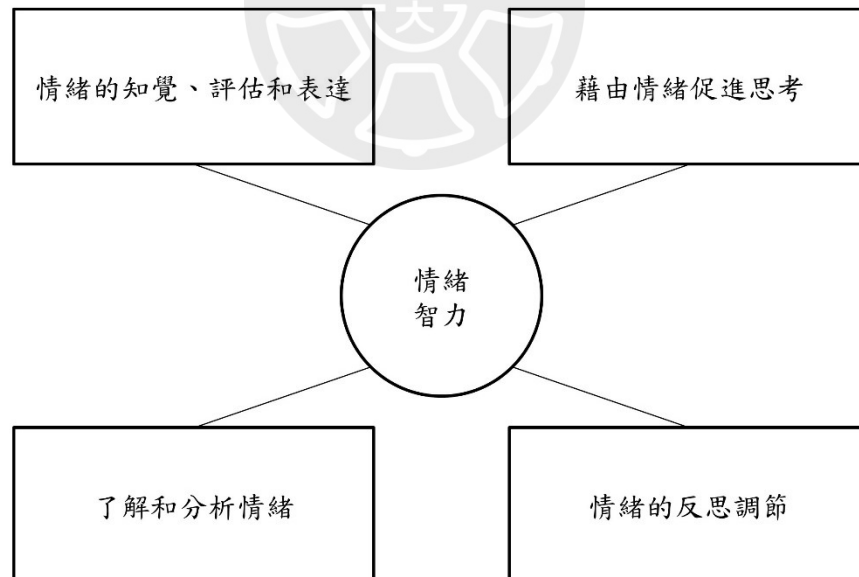 大
情緒的知覺、評估和表達
藉由情緒促進思考
情緒
智力
了解和分析情緒
情緒的反思調節